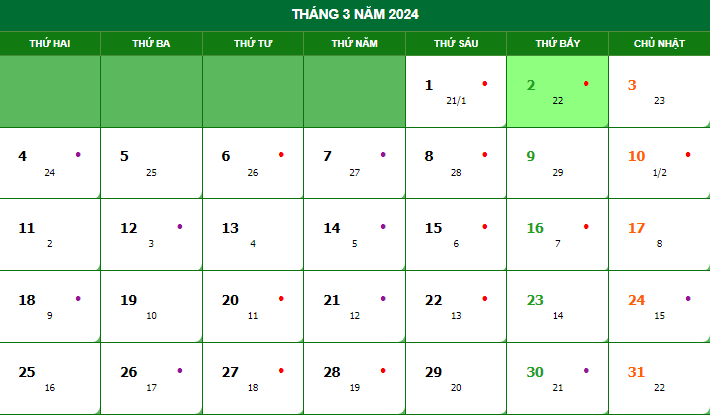 THÁNG 3 NĂM 2024
THỨ HAI THỨ BA THỨ TƯ THỨ NĂM THỨ SÁU THỨ BẢY CHỦ NHẬT
1 2 3
21/1 22 23
4 5 6 7 8 9 10
24 25 26 27 28 29 1/2
11 12 13 14 15 16 17
2 3 4 5 6 7 8
18 19 20 21 22 23 24
9 10 11 12 13 14 15
25 26 27 28 29 30 31
16 17 18 19 20 21 22